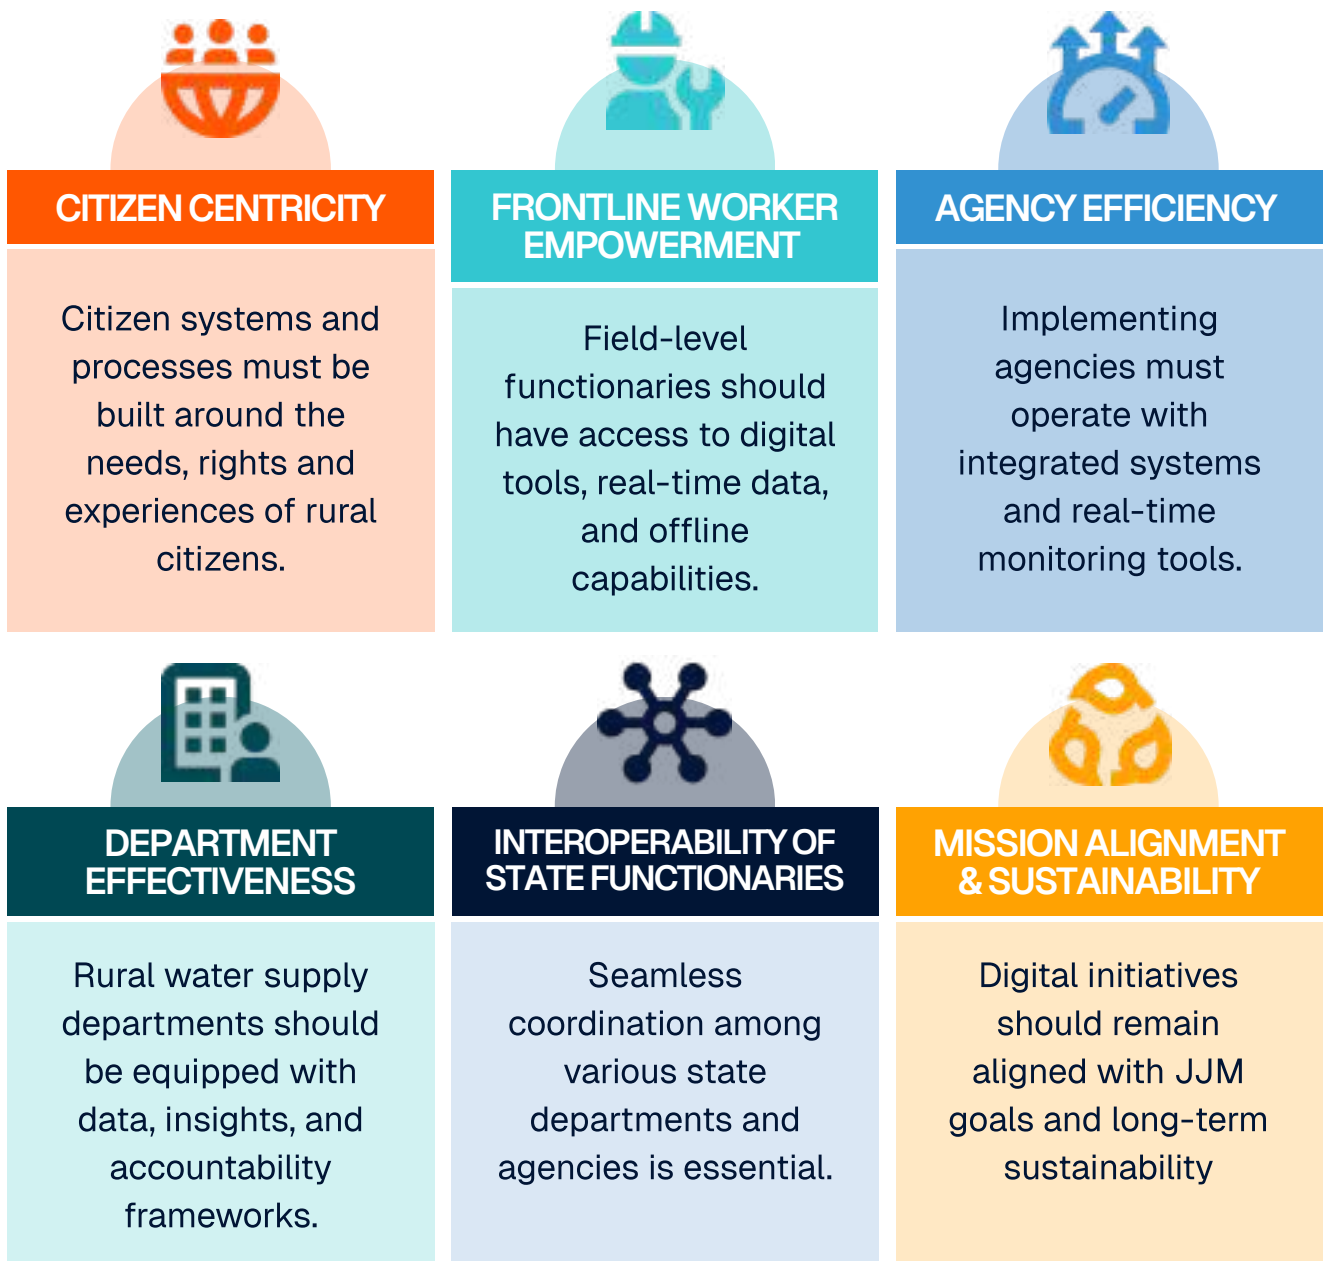 CITIZEN CENTRICITY
Citizen systems and
processes must be
built around the
needs, rights and
experiences of rural
citizens.
FRONTLINE WORKER
EMPOWERMENT
Field-level
functionaries should
have access to digital
tools, real-time data,
and offline
capabilities.
AGENCY EFFICIENCY
Implementing
agencies must
operate with
integrated systems
and real-time
monitoring tools.
DEPARTMENT
EFFECTIVENESS
Rural water supply
departments should
be equipped with
data, insights, and
accountability
frameworks.
INTEROPERABILITY OF
STATE FUNCTIONARIES
Seamless
coordination among
various state
departments and
agencies is essential.
MISSION ALIGNMENT
& SUSTAINABILITY
Digital initiatives
should remain
aligned with JJM
goals and long-term
sustainability